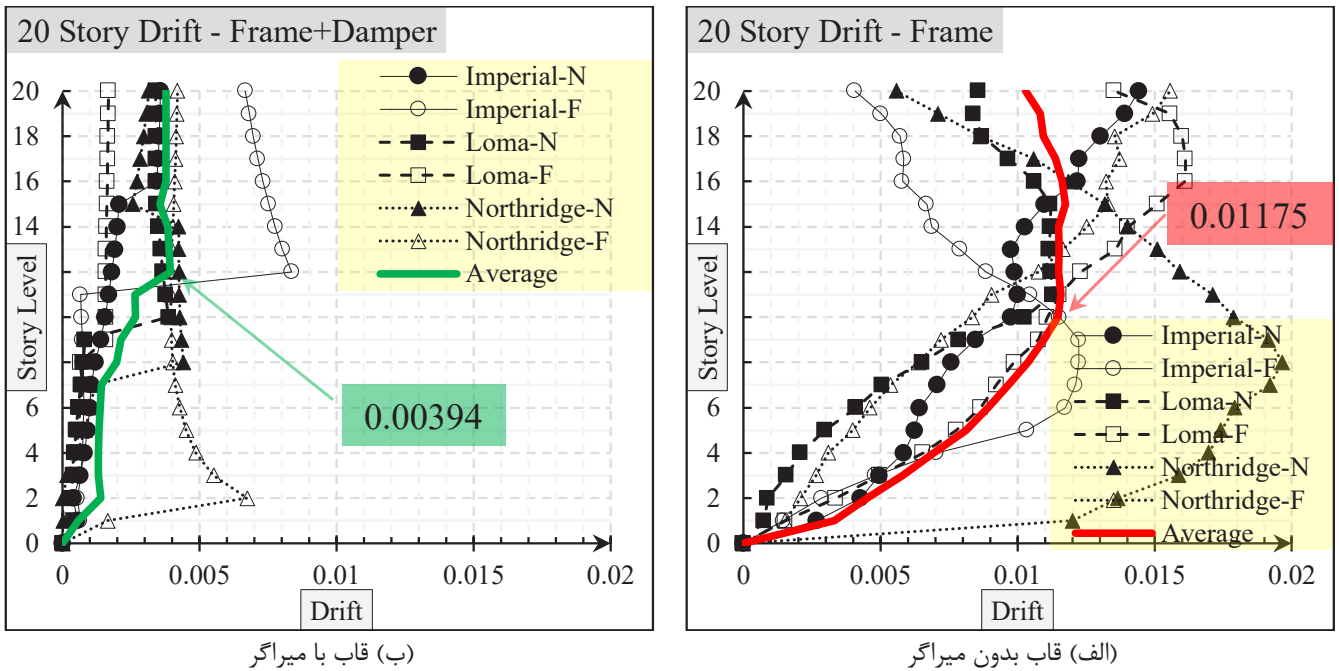 20 Story Drift - Frame+Damper
Imperial-N
Imperial-F
Loma-N
Loma-F
Northridge-N
Northridge-F
Average
20
18
16
14
12
10
8
6
4
2
0
Story Level
0.00394
0
0.005
0.01
0.015
0.02
Drift
(ب) قاب با میراگر
20 Story Drift - Frame
20
18
16
14
12
10
8
6
4
2
0
Story Level
0.01175
Imperial-N
Imperial-F
Loma-N
Loma-F
Northridge-N
Northridge-F
Average
0
0.005
0.01
0.015
0.02
Drift
(الف) قاب بدون میراگر